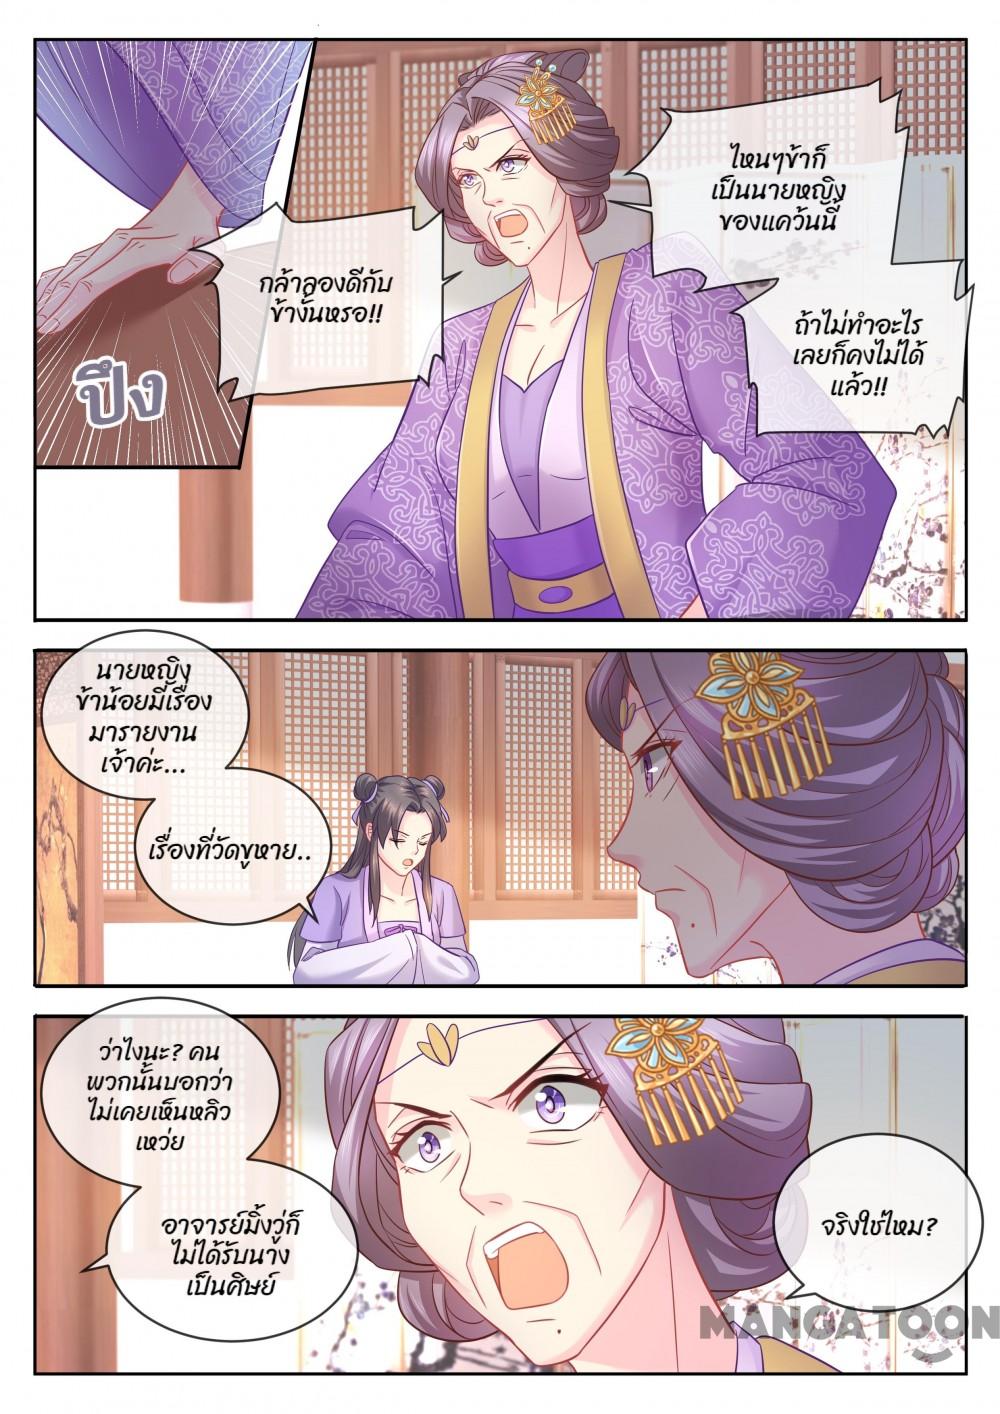 กล้าลองดีกับ
ข้างั้นหรอ!!
ปึง
ไหนๆข้าก็
เป็นนายหญิง
ของแคว้นนี้
ถ้าไม่ทำอะไร
เลยก็คงไม่ได้
แล้ว!!
นายหญิง
ข้าน้อยมีเรื่อง
มารายงาน
เจ้าค่ะ...
เรื่องที่วัดขูหาย..
ว่าไงนะ? คน
พวกนั้นบอกว่า
ไม่เคยเห็นหลิว
เหว่ย
อาจารย์มิ้งวู่ก็
ไม่ได้รับนาง
เป็นศิษย์
จริงใช่ไหม?
MANGATOON